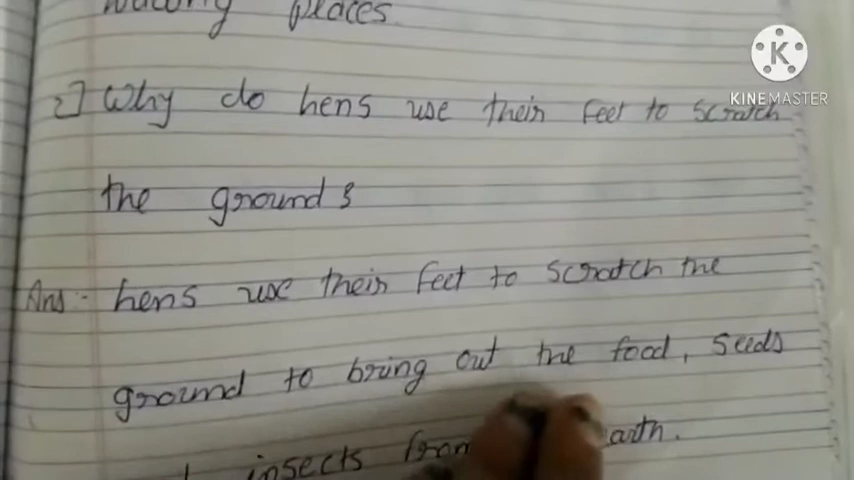 places.
K
KINEMASTER
2] Why do hens use their feet to scratch
the ground?
Ans :- hens use their feet to scratch the
ground to bring out the food, seeds
insects from earth.